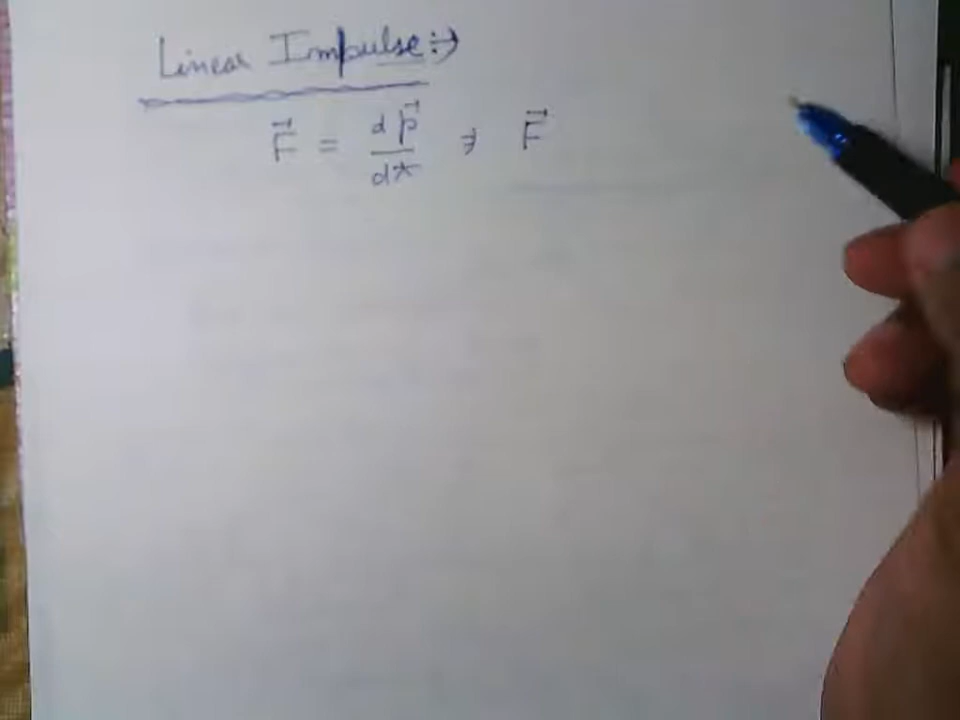 Linear Impulse :→
F⃗ = dp⃗/dt ⇒ F⃗